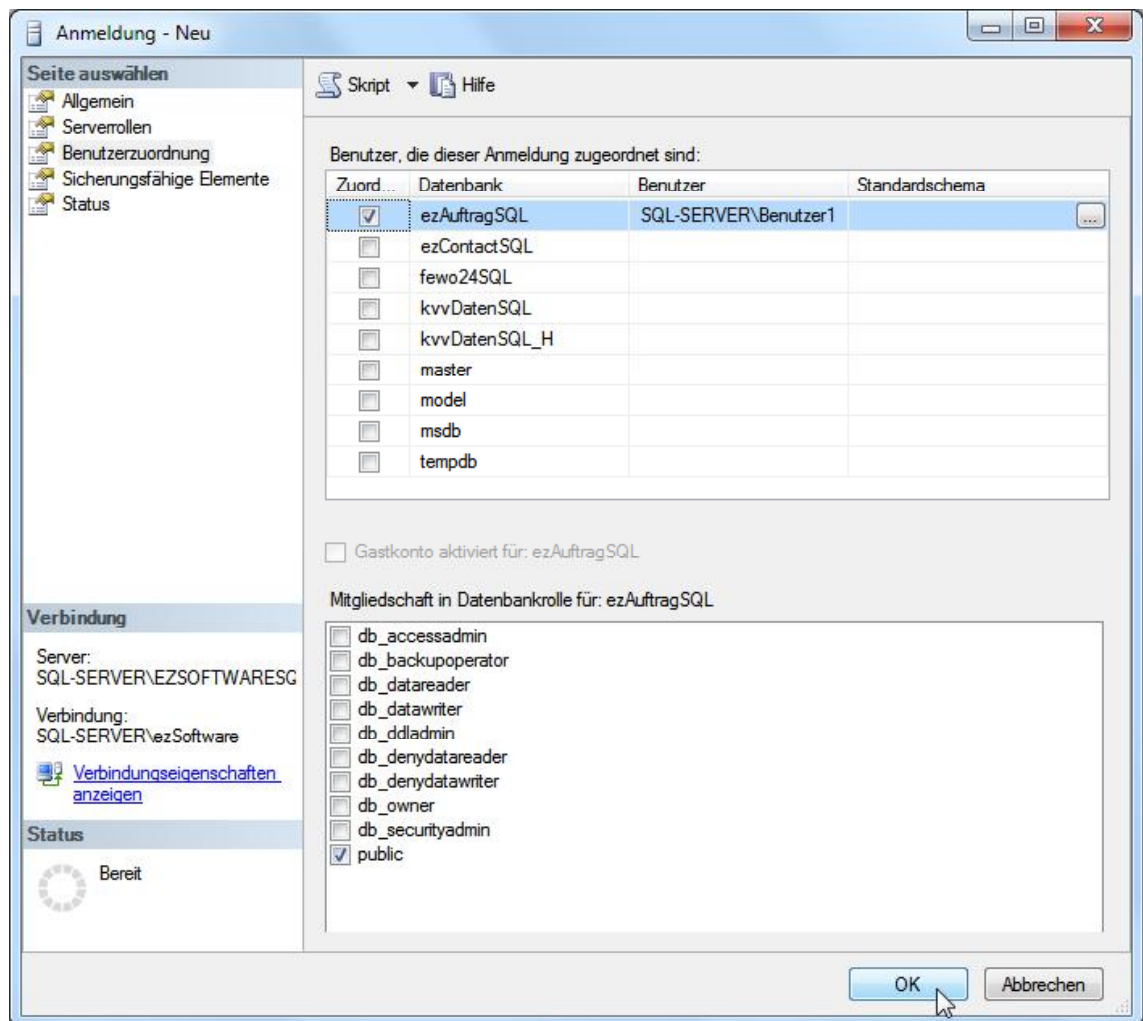 Anmeldung - Neu
Seite auswählen
Allgemein
Serverrollen
Benutzerzuordnung
Sicherungsfähige Elemente
Status
Skript
Hilfe
Benutzer, die dieser Anmeldung zugeordnet sind:
Zuord... Datenbank Benutzer Standardschema
ezAuftragSQL SQL-SERVER\Benutzer1 ...
ezContactSQL
fewo24SQL
kvvDatenSQL
kvvDatenSQL_H
master
model
msdb
tempdb
Gastkonto aktiviert für: ezAuftragSQL
Mitgliedschaft in Datenbankrolle für: ezAuftragSQL
db_accessadmin
db_backupoperator
db_datareader
db_datawriter
db_ddladmin
db_denydatareader
db_denydatawriter
db_owner
db_securityadmin
public
Verbindung
Server:
SQL-SERVER\EZSOFTWARESQ
Verbindung:
SQL-SERVER\ezSoftware
Verbindungseigenschaften
anzeigen
Status
Bereit
OK
Abbrechen